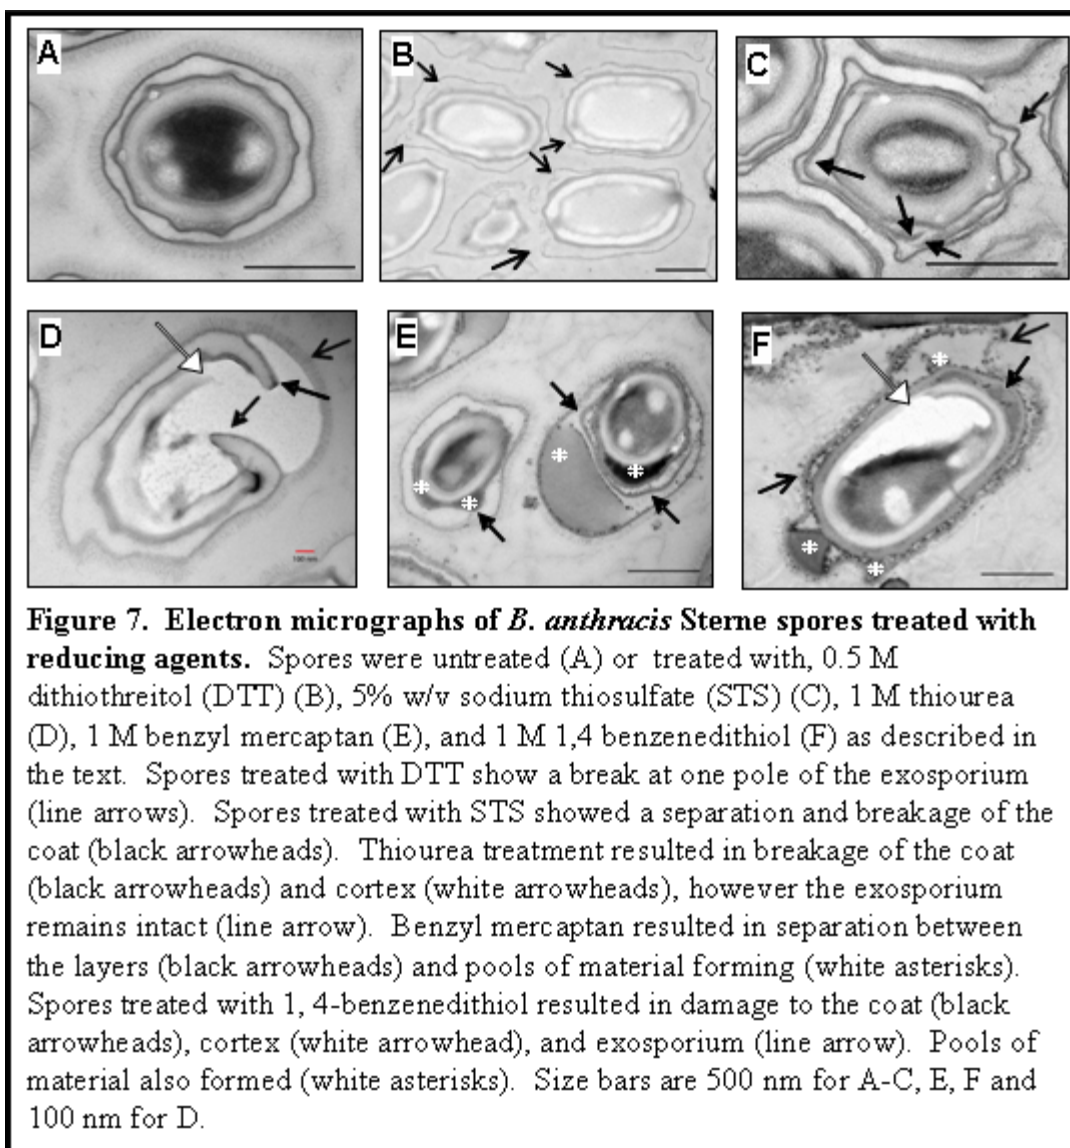 A
B
C
D
E
F
100 nm
Figure 7. Electron micrographs of B. anthracis Sterne spores treated with
reducing agents. Spores were untreated (A) or treated with, 0.5 M
dithiothreitol (DTT) (B), 5% w/v sodium thiosulfate (STS) (C), 1 M thiourea
(D), 1 M benzyl mercaptan (E), and 1 M 1,4 benzenedithiol (F) as described in
the text. Spores treated with DTT show a break at one pole of the exosporium
(line arrows). Spores treated with STS showed a separation and breakage of the
coat (black arrowheads). Thiourea treatment resulted in breakage of the coat
(black arrowheads) and cortex (white arrowheads), however the exosporium
remains intact (line arrow). Benzyl mercaptan resulted in separation between
the layers (black arrowheads) and pools of material forming (white asterisks).
Spores treated with 1, 4-benzenedithiol resulted in damage to the coat (black
arrowheads), cortex (white arrowhead), and exosporium (line arrow). Pools of
material also formed (white asterisks). Size bars are 500 nm for A-C, E, F and
100 nm for D.